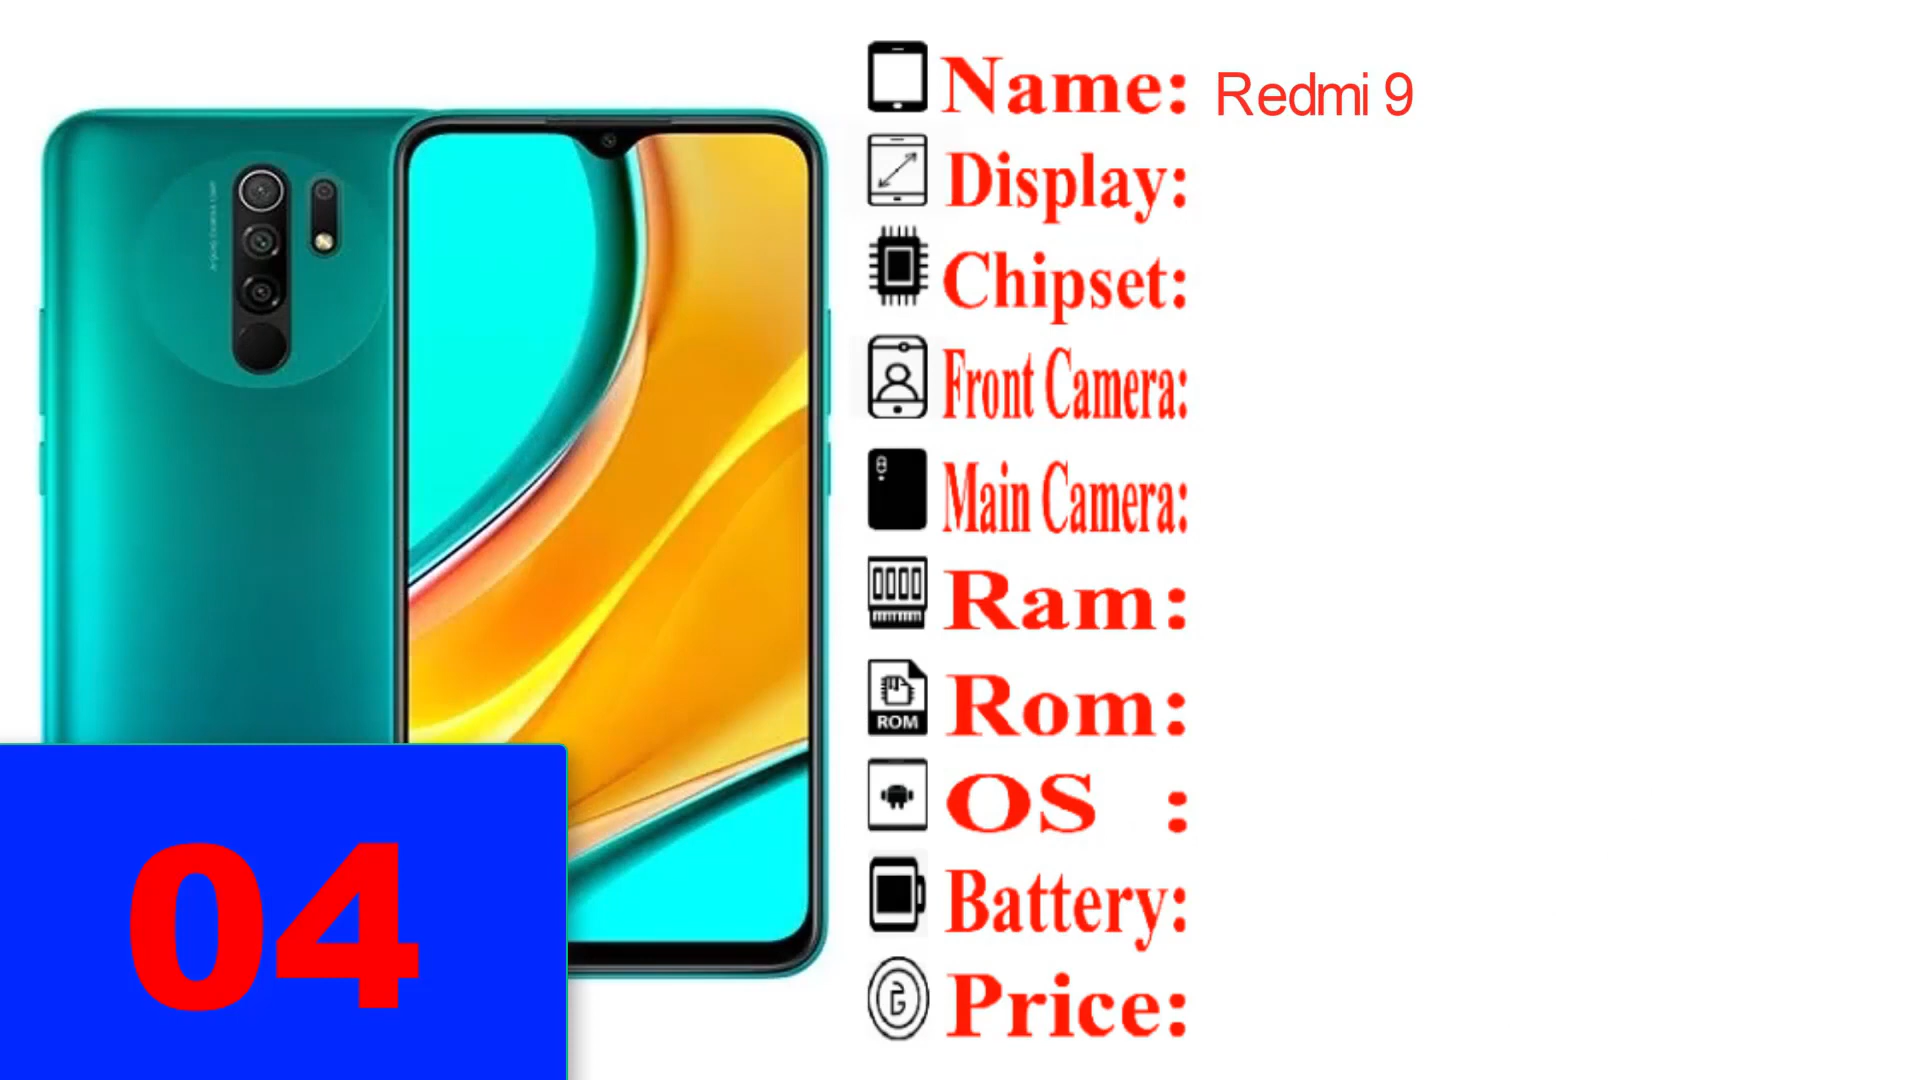 Name: Redmi 9
Display:
Chipset:
Front Camera:
Main Camera:
Ram:
ROM
Rom:
OS :
Battery:
Price:
04